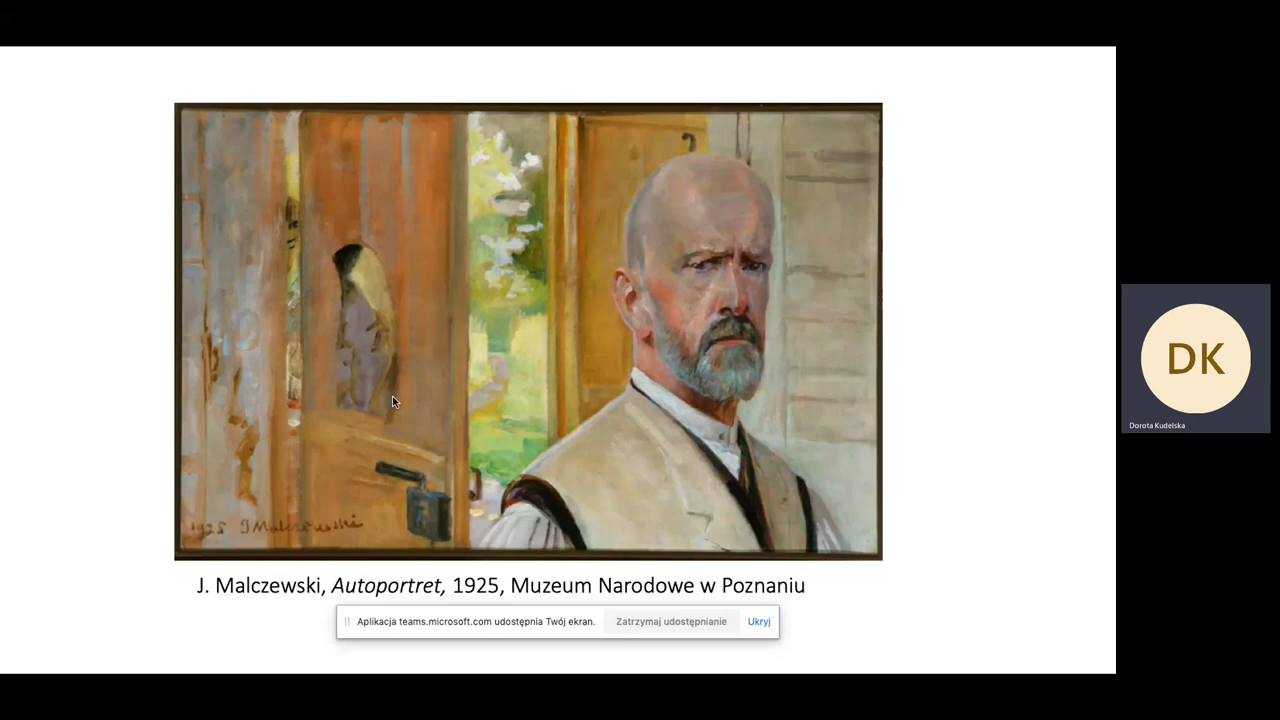 1925 J Malczewski
J. Malczewski, Autoportret, 1925, Muzeum Narodowe w Poznaniu
Aplikacja teams.microsoft.com udostępnia Twój ekran. Zatrzymaj udostępnianie Ukryj
DK
Dorota Kudelska